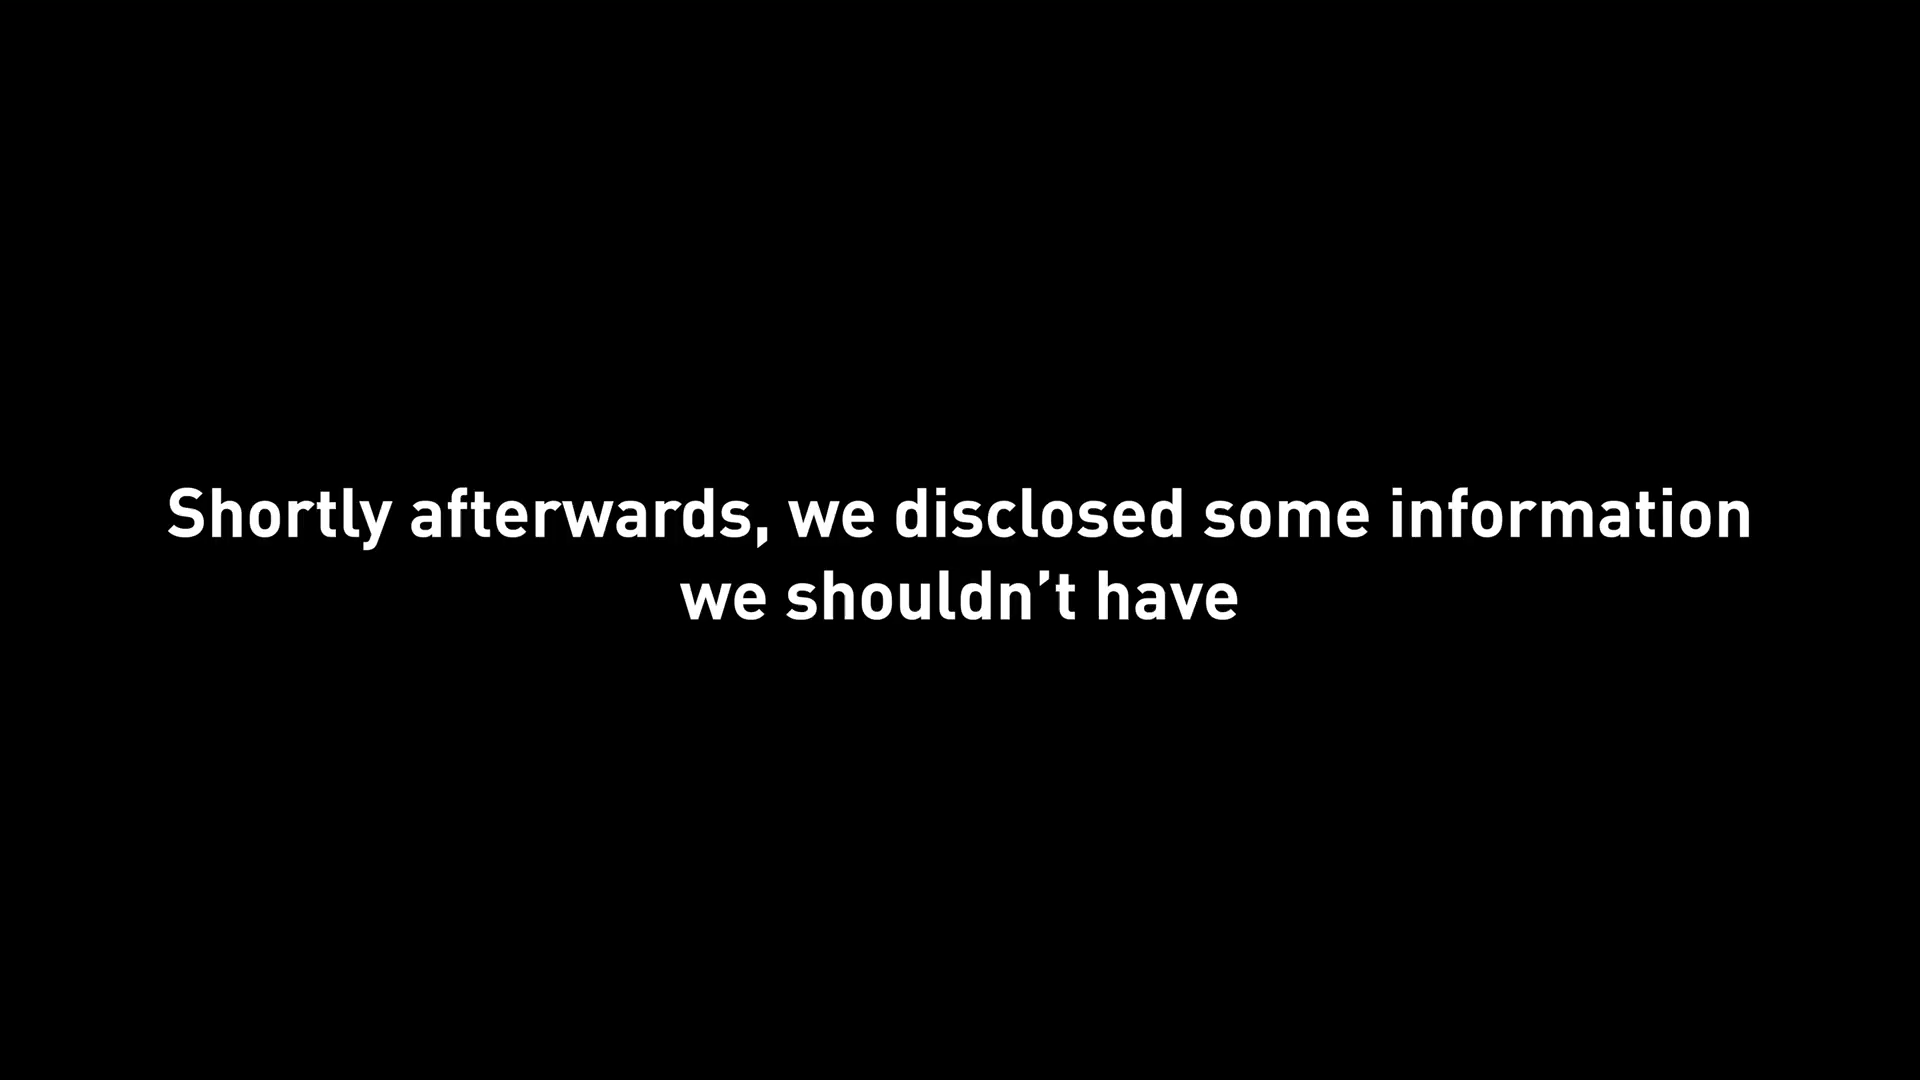 Shortly afterwards, we disclosed some information
we shouldn’t have